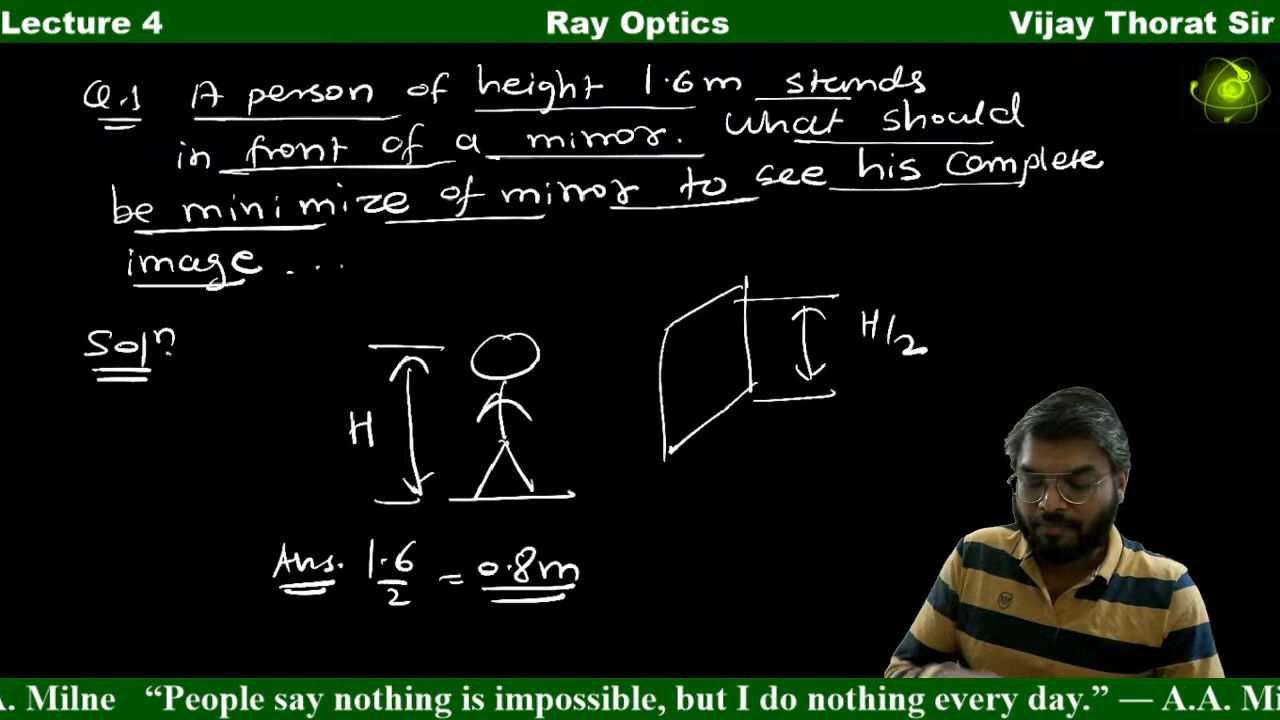 Lecture 4 Ray Optics Vijay Thorat Sir
Q.1 A person of height 1.6m stands
in front of a mirror. What should
be minimize of mirror to see his complete
image ...
Solⁿ
H
H/2
Ans. 1.6/2 = 0.8m
A. Milne “People say nothing is impossible, but I do nothing every day.” — A.A. Mi